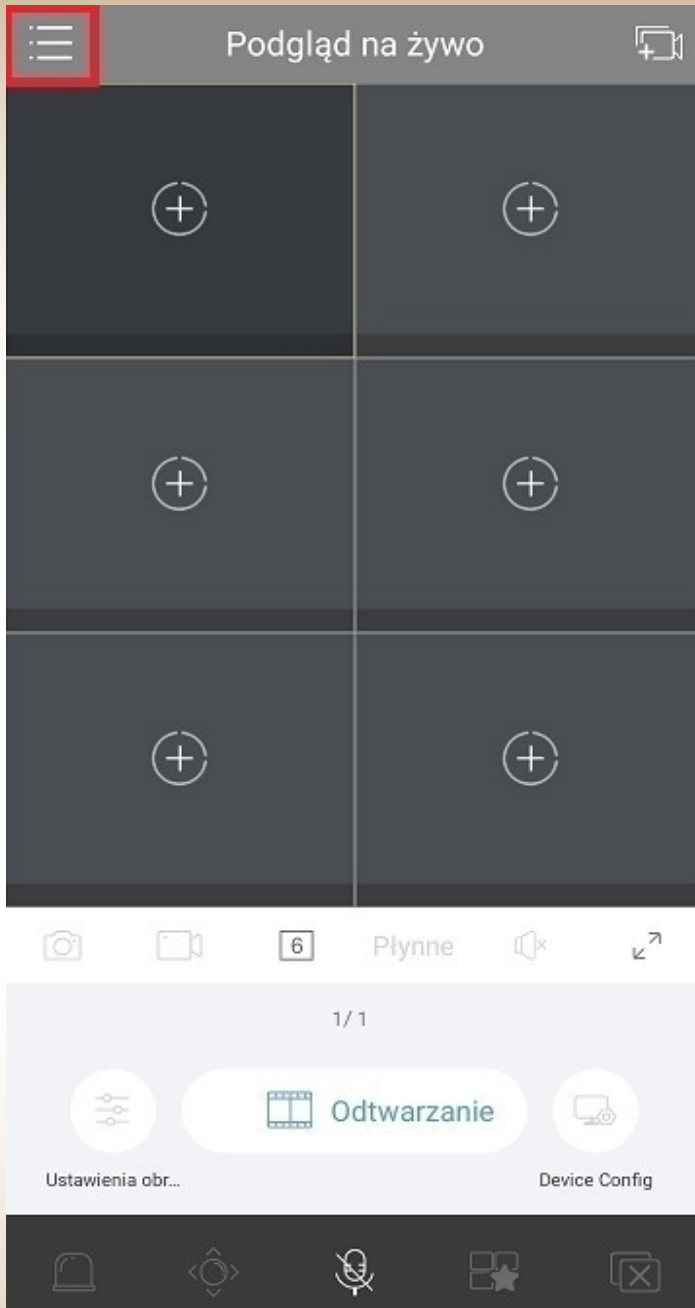 Podgląd na żywo
6
Płynne
1/1
Odtwarzanie
Ustawienia obr...
Device Config